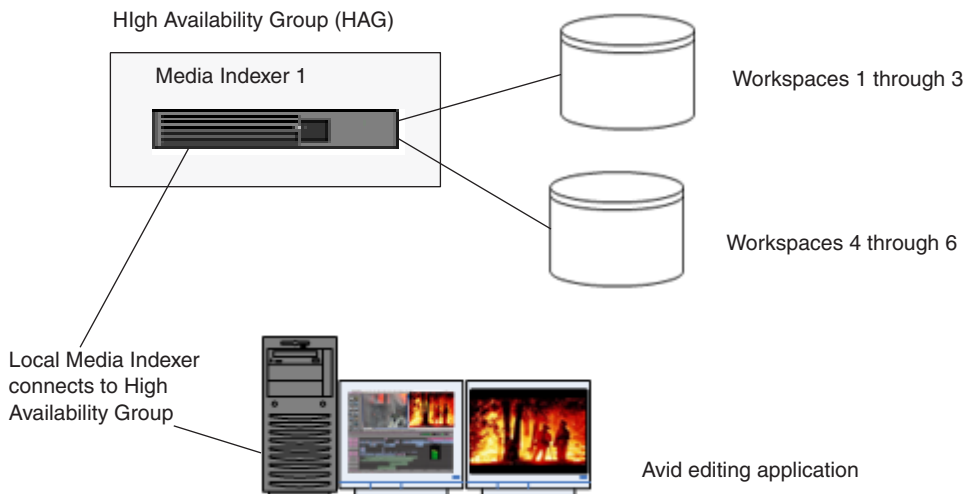 HIgh Availability Group (HAG)
Media Indexer 1
Workspaces 1 through 3
Workspaces 4 through 6
Local Media Indexer
connects to High
Availability Group
Avid editing application